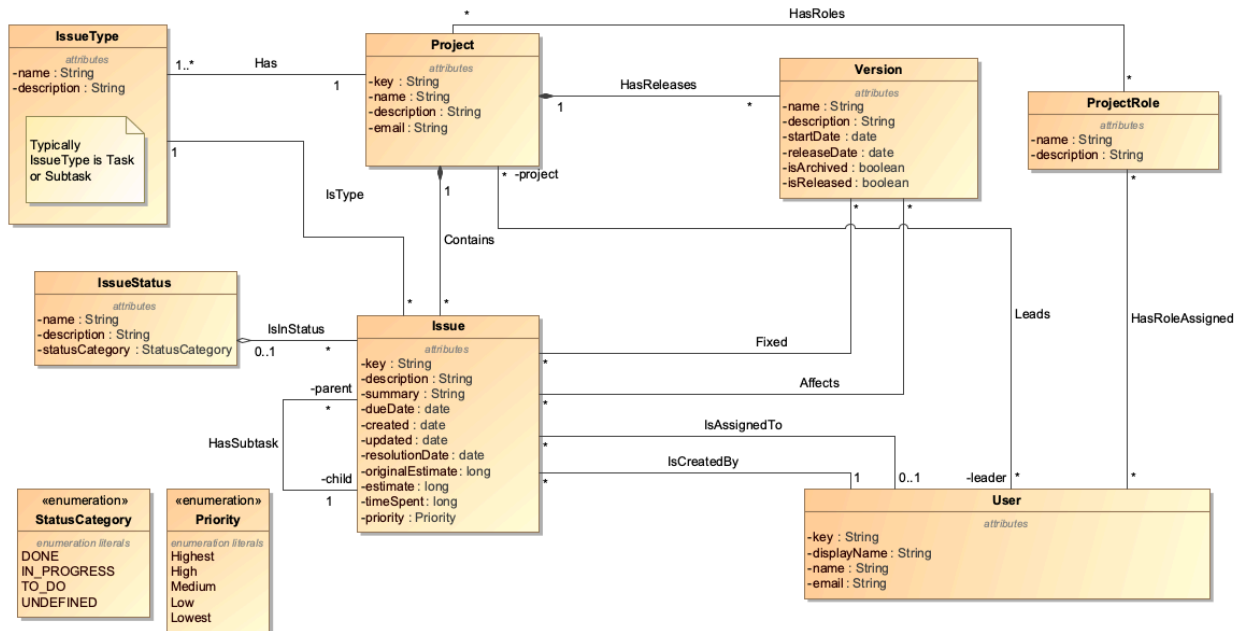 IssueType
attributes
-name : String
-description : String
Typically
IssueType is Task
or Subtask
1..*
Has
1
1
IsType
*
Project
attributes
-key : String
-name : String
-description : String
-email : String
*
HasRoles
*
1
HasReleases
*
Version
attributes
-name : String
-description : String
-startDate : date
-releaseDate : date
-isArchived : boolean
-isReleased : boolean
ProjectRole
attributes
-name : String
-description : String
* -project
1
Contains
*
* *
*
Leads
HasRoleAssigned
IssueStatus
attributes
-name : String
-description : String
-statusCategory : StatusCategory
IsInStatus
0..1
*
Issue
attributes
-key : String
-description : String
-summary : String
-dueDate : date
-created : date
-updated : date
-resolutionDate : date
-originalEstimate : long
-estimate : long
-timeSpent : long
-priority : Priority
-parent
*
HasSubtask
-child
1
Fixed
*
Affects
*
IsAssignedTo
*
IsCreatedBy
*
1
0..1
-leader *
*
User
attributes
-key : String
-displayName : String
-name : String
-email : String
«enumeration»
StatusCategory
enumeration literals
DONE
IN_PROGRESS
TO_DO
UNDEFINED
«enumeration»
Priority
enumeration literals
Highest
High
Medium
Low
Lowest